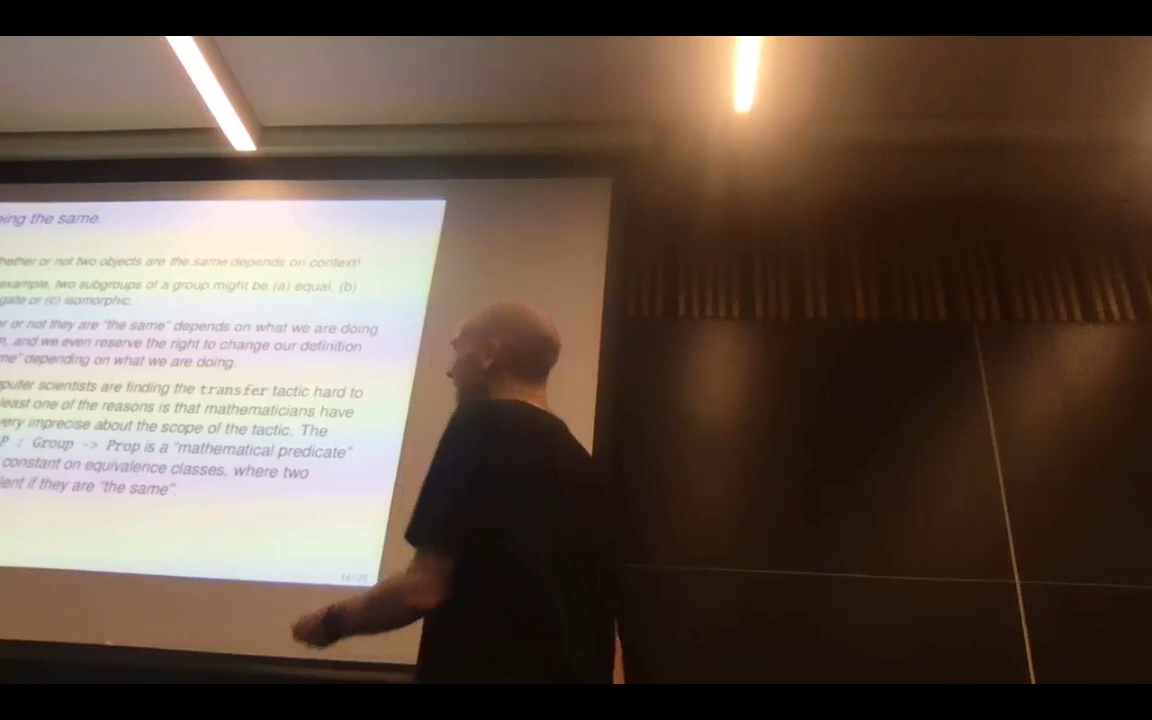 eing the same.
hether or not two objects are the same depends on context!
example, two subgroups of a group might be (a) equal, (b)
gate or (c) isomorphic.
er or not they are "the same" depends on what we are doing
n, and we even reserve the right to change our definition
me" depending on what we are doing.
puter scientists are finding the transfer tactic hard to
least one of the reasons is that mathematicians have
very imprecise about the scope of the tactic. The
P : Group -> Prop is a "mathematical predicate"
constant on equivalence classes, where two
lent if they are "the same".
14/25